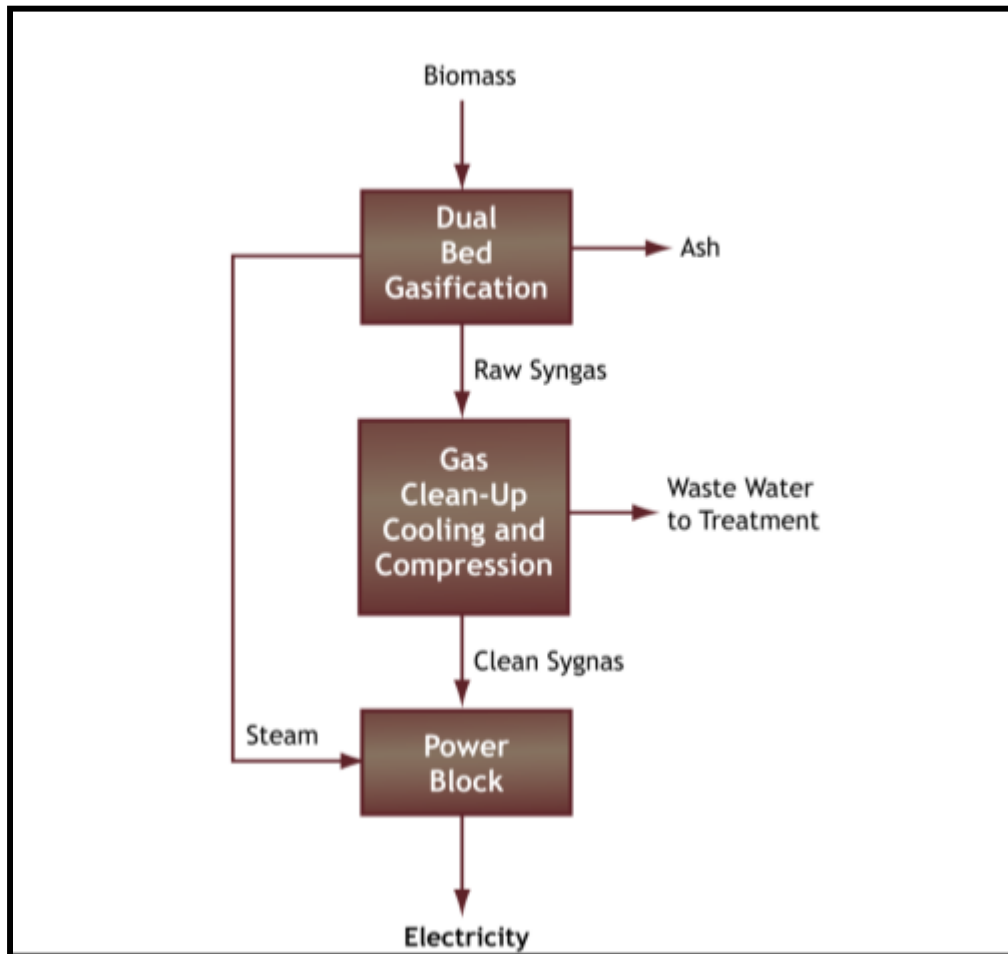 Biomass
Dual
Bed
Gasification
Ash
Raw Syngas
Gas
Clean-Up
Cooling and
Compression
Waste Water
to Treatment
Clean Sygnas
Steam
Power
Block
Electricity